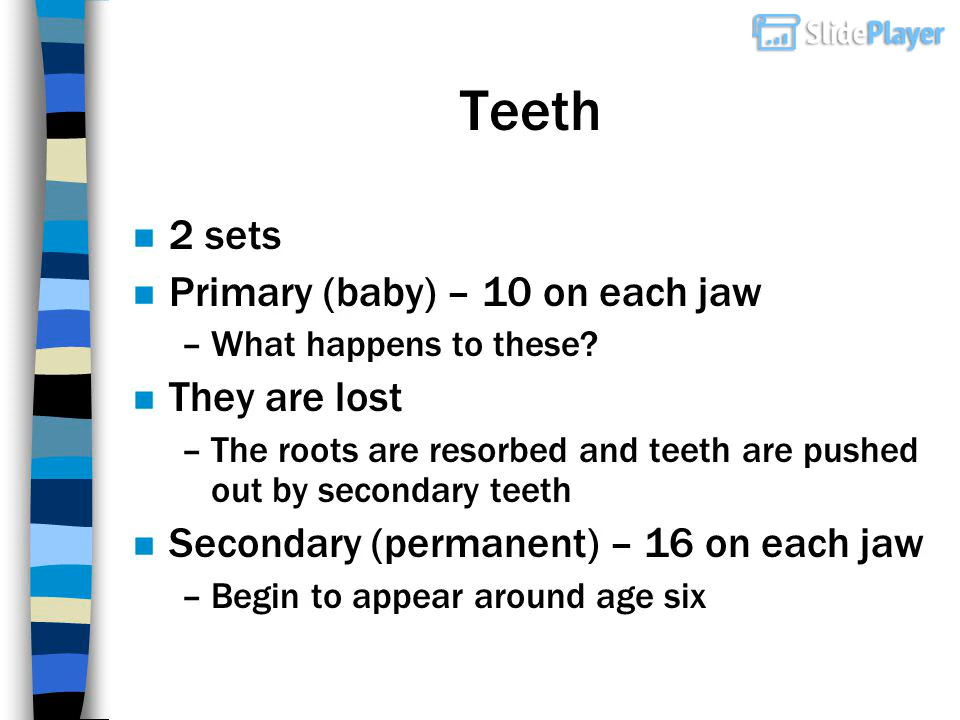 SlidePlayer
Teeth
■ 2 sets
■ Primary (baby) – 10 on each jaw
– What happens to these?
■ They are lost
– The roots are resorbed and teeth are pushed
out by secondary teeth
■ Secondary (permanent) – 16 on each jaw
– Begin to appear around age six